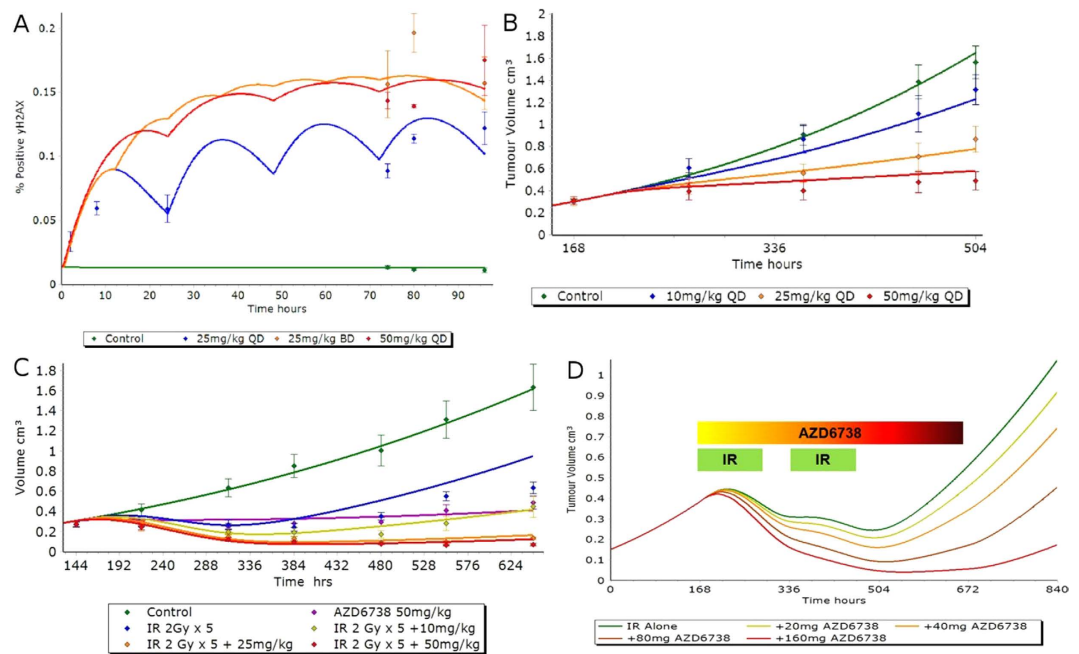 A
% Positive γH2AX
0.2
0.15
0.1
0.05
0
0 10 20 30 40 50 60 70 80 90
Time hours
Control 25mg/kg QD 25mg/kg BD 50mg/kg QD
B
Tumour Volume cm³
2
1.8
1.6
1.4
1.2
1
0.8
0.6
0.4
0.2
0
168 336 504
Time hours
Control 10mg/kg QD 25mg/kg QD 50mg/kg QD
C
Volume cm³
1.8
1.6
1.4
1.2
1
0.8
0.6
0.4
0.2
0
144 192 240 288 336 384 432 480 528 576 624
Time hrs
Control AZD6738 50mg/kg
IR 2Gy x 5 IR 2 Gy x 5 +10mg/kg
IR 2 Gy x 5 + 25mg/kg IR 2 Gy x 5 + 50mg/kg
D
Tumour Volume cm³
1
0.9
0.8
0.7
0.6
0.5
0.4
0.3
0.2
0.1
0
AZD6738
IR IR
0 168 336 504 672 840
Time hours
IR Alone +20mg AZD6738 +40mg AZD6738
+80mg AZD6738 +160mg AZD6738